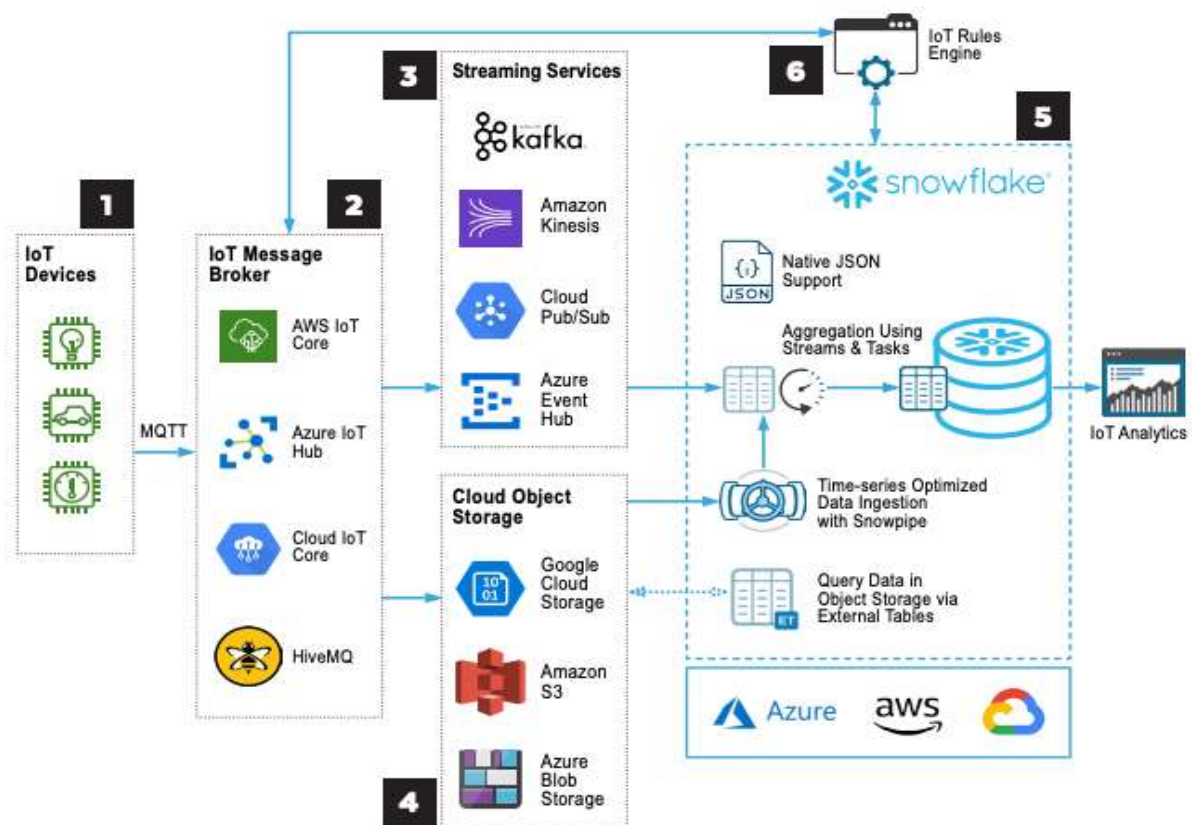 6
IoT Rules
Engine
3
Streaming Services
kafka
Amazon
Kinesis
Cloud
Pub/Sub
Azure
Event
Hub
5
snowflake®
{;}
JSON
Native JSON
Support
Aggregation Using
Streams & Tasks
Time-series Optimized
Data Ingestion
with Snowpipe
ET
Query Data in
Object Storage via
External Tables
Azure
aws
IoT Analytics
1
IoT
Devices
MQTT
2
IoT Message
Broker
AWS IoT
Core
Azure IoT
Hub
Cloud IoT
Core
HiveMQ
Cloud Object
Storage
10
01
Google
Cloud
Storage
Amazon
S3
Azure
Blob
Storage
4